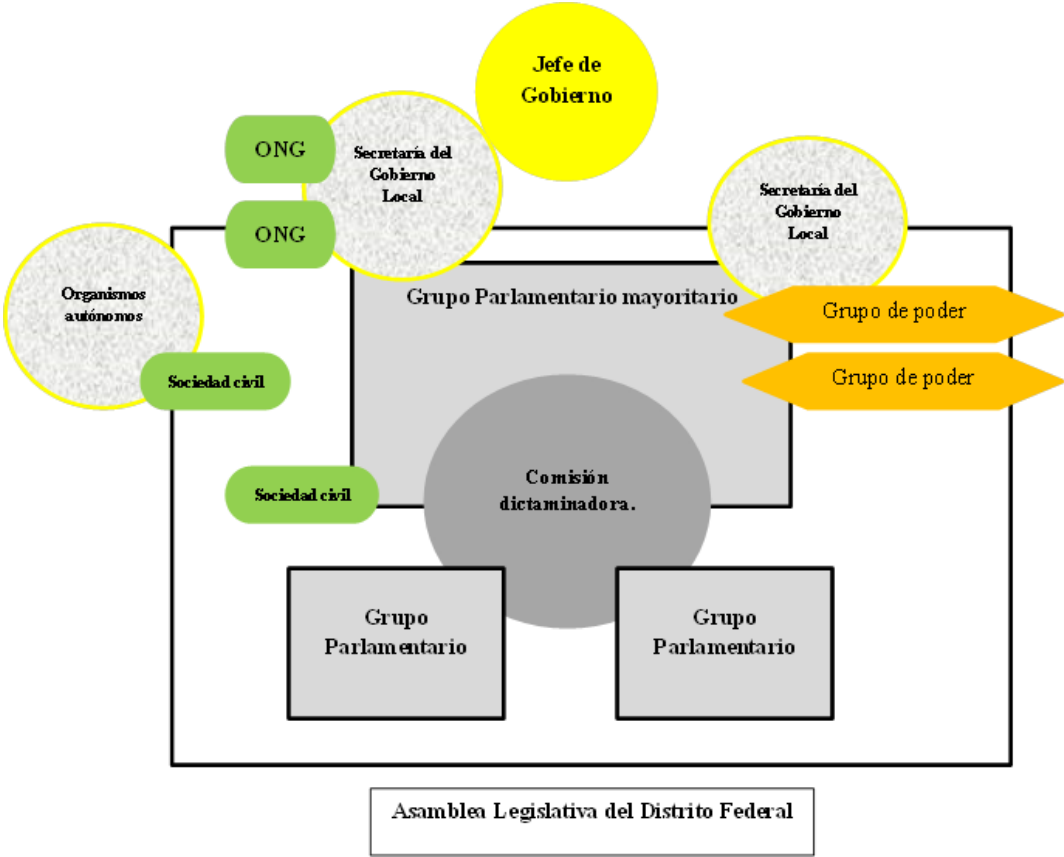 Jefe de
Gobierno
ONG
Secretaría del
Gobierno
Local
Secretaría del
Gobierno
Local
ONG
Organismos
autónomos
Grupo Parlamentario mayoritario
Grupo de poder
Grupo de poder
Sociedad civil
Sociedad civil
Comisión
dictaminadora.
Grupo
Parlamentario
Grupo
Parlamentario
Asamblea Legislativa del Distrito Federal